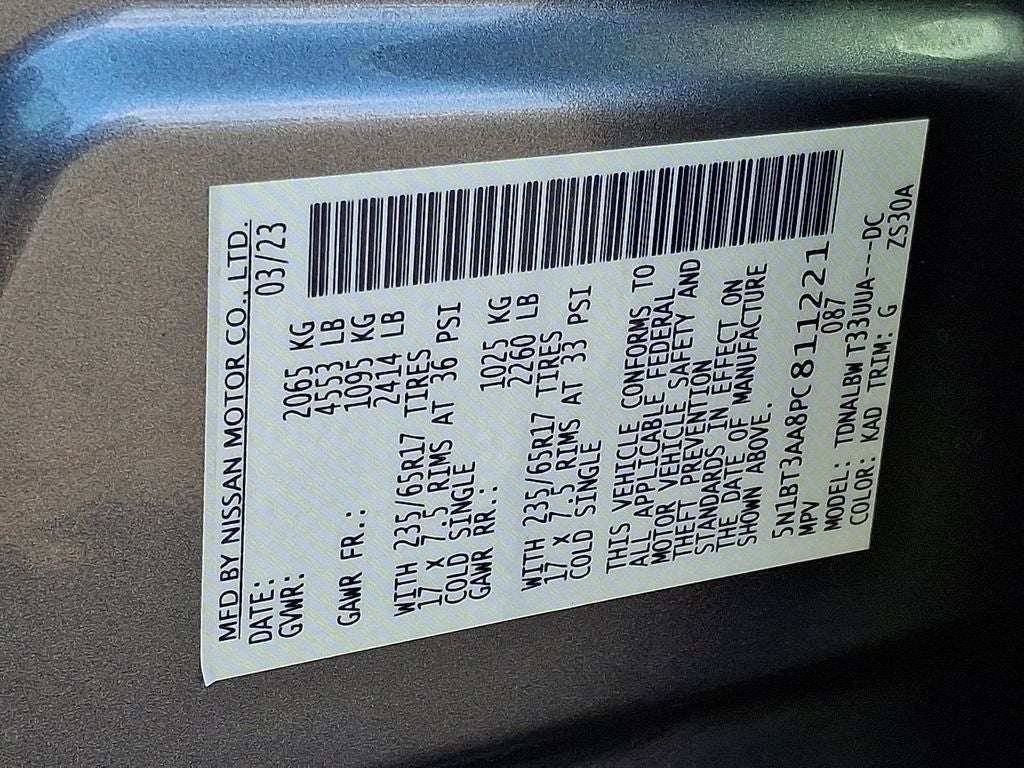 MFD BY NISSAN MOTOR CO., LTD.
DATE: 03/23
GVWR: 2065 KG
4553 LB
GAWR FR.: 1095 KG
2414 LB
WITH 235/65R17 TIRES
17 X 7.5 RIMS AT 36 PSI
COLD SINGLE
GAWR RR.: 1025 KG
2260 LB
WITH 235/65R17 TIRES
17 X 7.5 RIMS AT 33 PSI
COLD SINGLE
THIS VEHICLE CONFORMS TO
ALL APPLICABLE FEDERAL
MOTOR VEHICLE SAFETY AND
THEFT PREVENTION
STANDARDS IN EFFECT ON
THE DATE OF MANUFACTURE
SHOWN ABOVE.
5N1BT3AA8PC811221
MPV 087
MODEL: TDNALBWT33UUA---DC
COLOR: KAD TRIM: G ZS30A